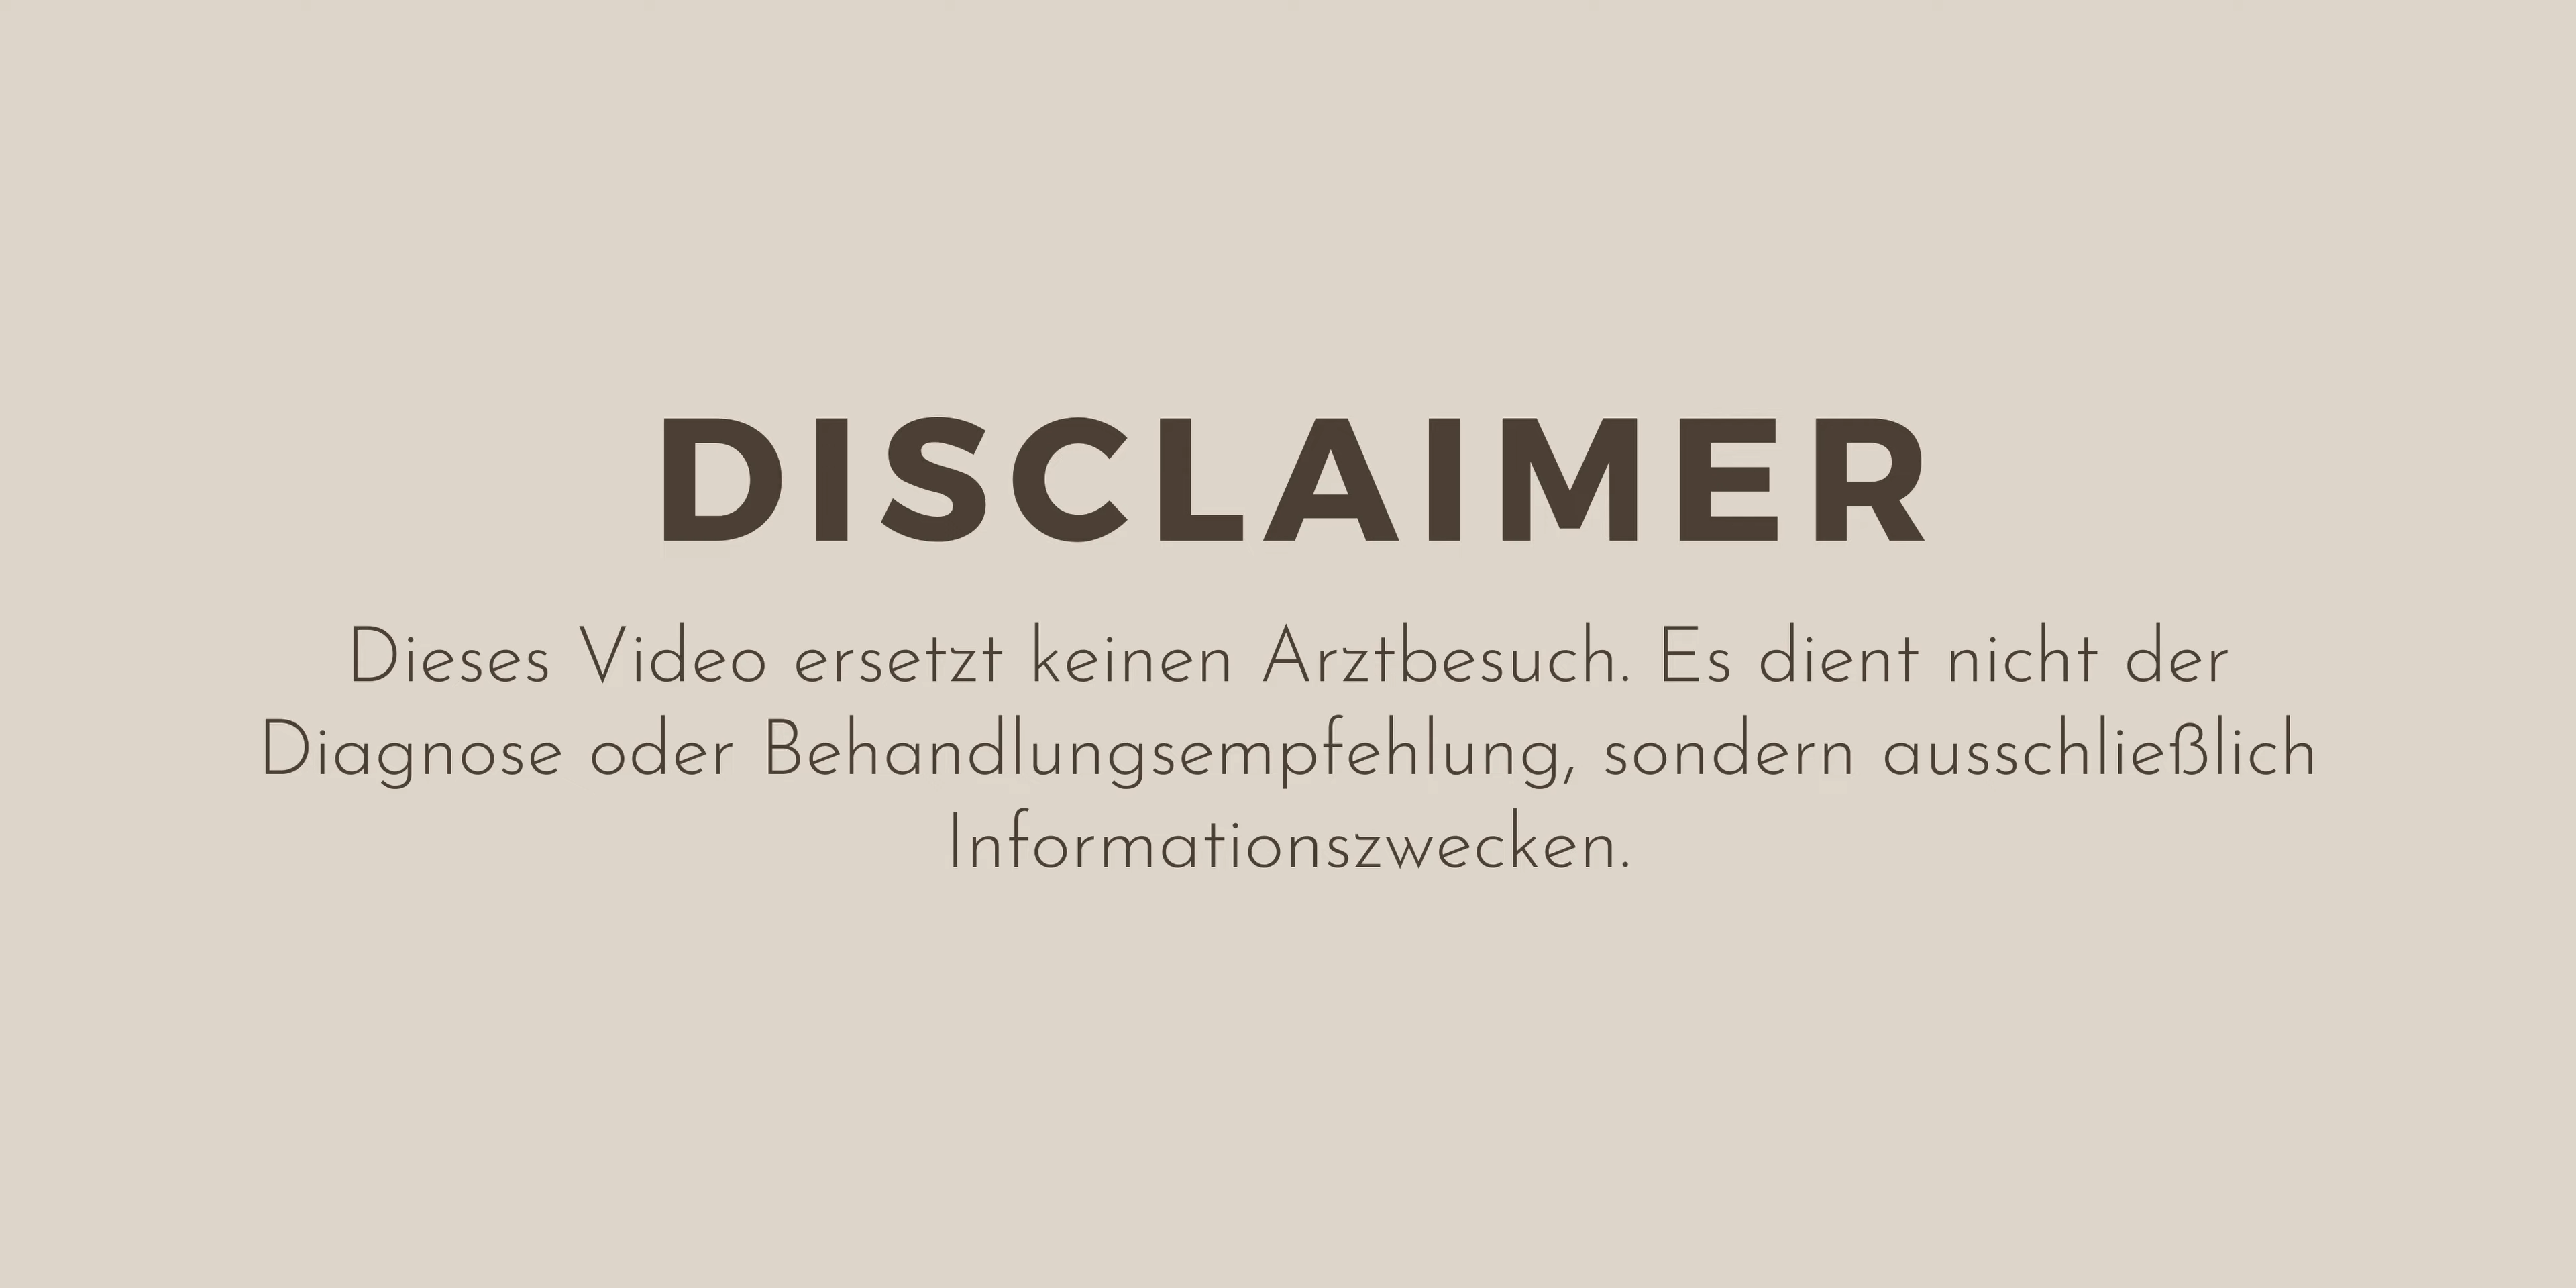 DISCLAIMER
Dieses Video ersetzt keinen Arztbesuch. Es dient nicht der
Diagnose oder Behandlungsempfehlung, sondern ausschließlich
Informationszwecken.